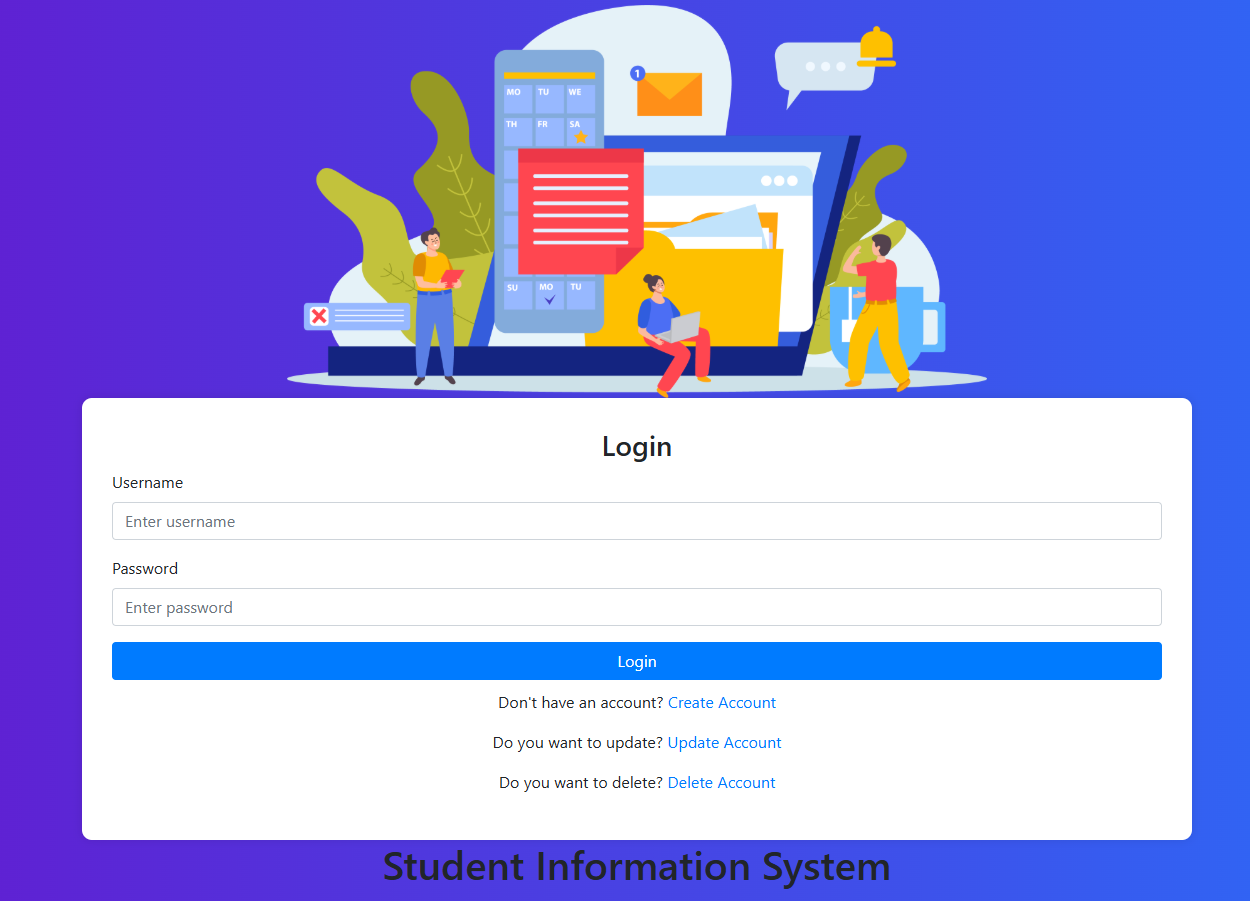 1
MO TU WE
TH FR SA
SU MO TU
Login
Username
Enter username
Password
Enter password
Login
Don't have an account? Create Account
Do you want to update? Update Account
Do you want to delete? Delete Account
Student Information System